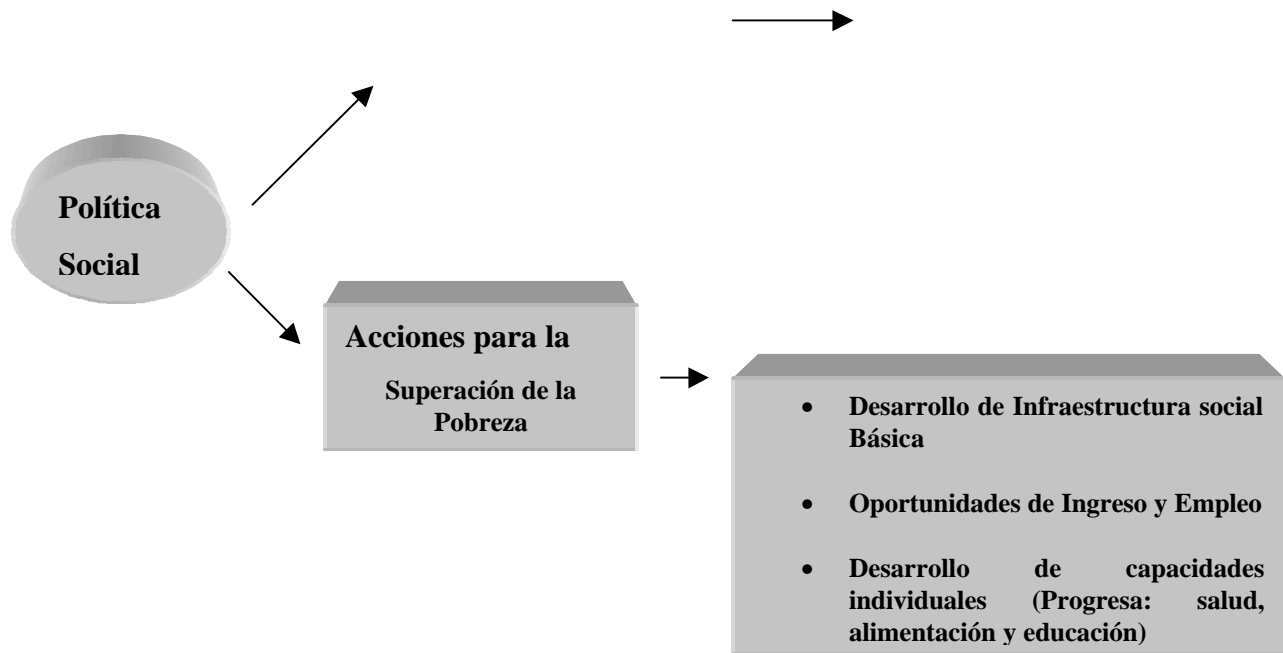 Política
Social
Acciones para la
Superación de la
Pobreza
• Desarrollo de Infraestructura social
Básica
• Oportunidades de Ingreso y Empleo
• Desarrollo de capacidades
individuales (Progresa: salud,
alimentación y educación)